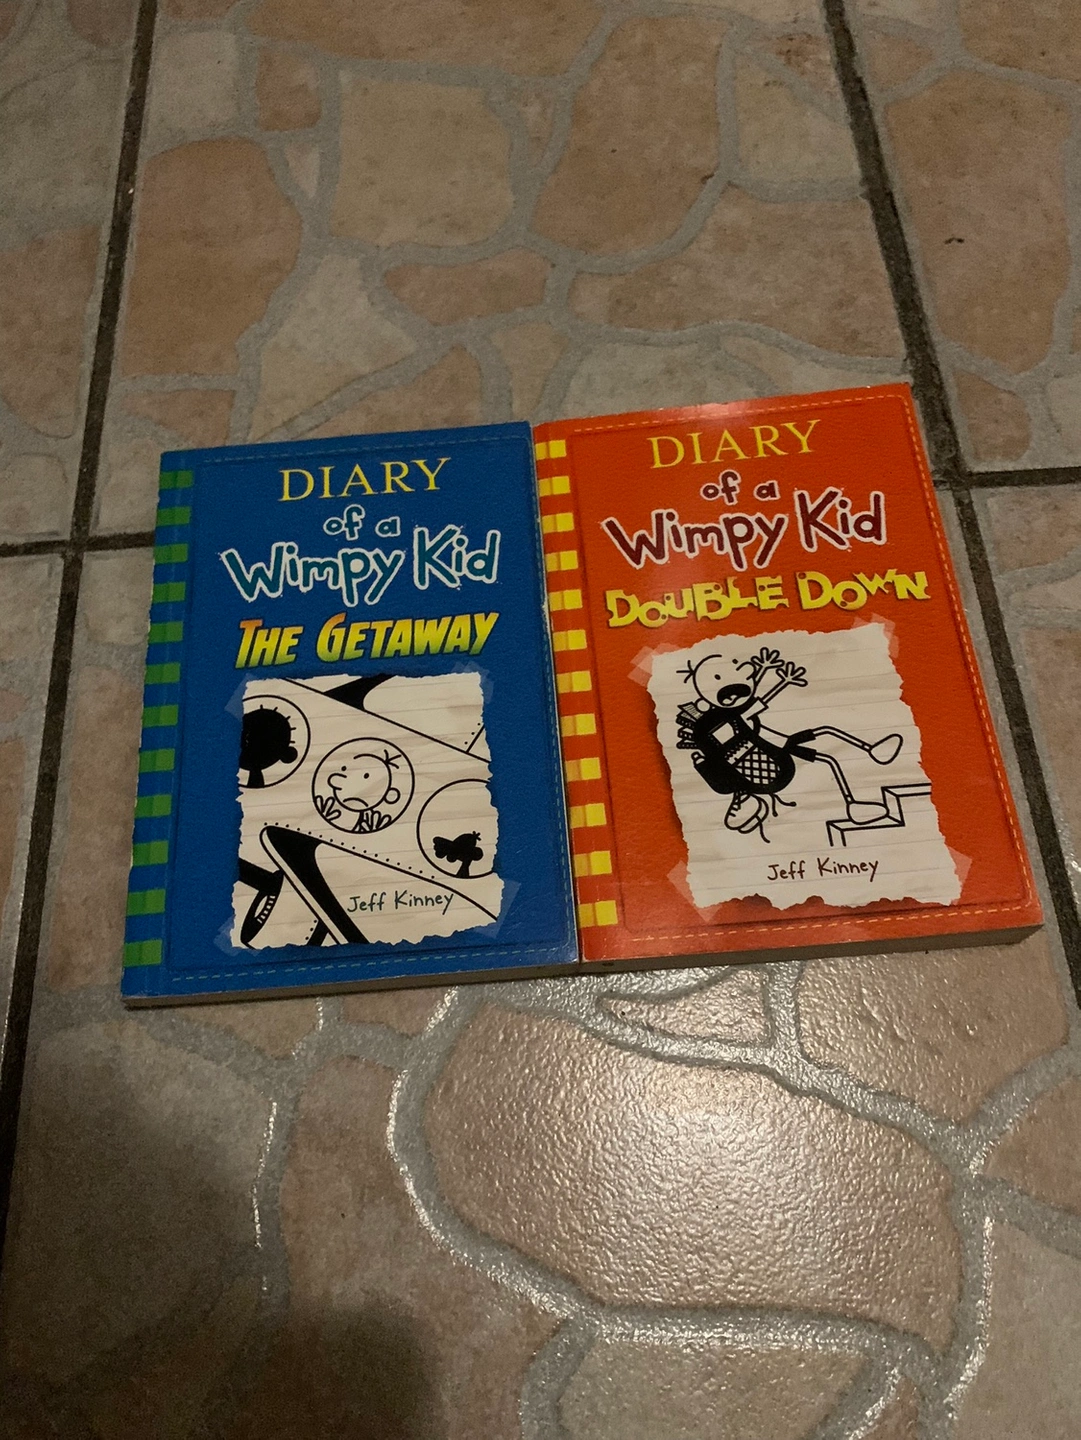 DIARY
of a
Wimpy Kid
THE GETAWAY
Jeff Kinney
DIARY
of a
Wimpy Kid
DOUBLE DOWN
Jeff Kinney